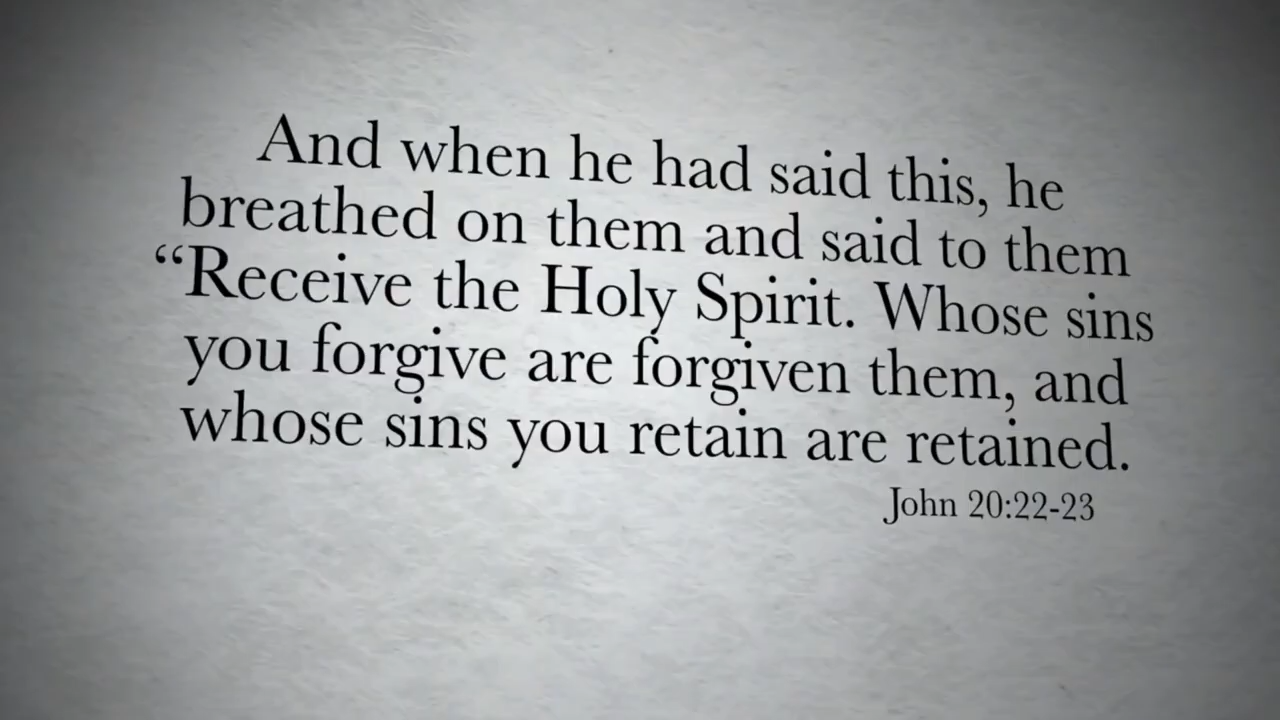 And when he had said this, he
breathed on them and said to them
“Receive the Holy Spirit. Whose sins
you forgive are forgiven them, and
whose sins you retain are retained.
John 20:22-23